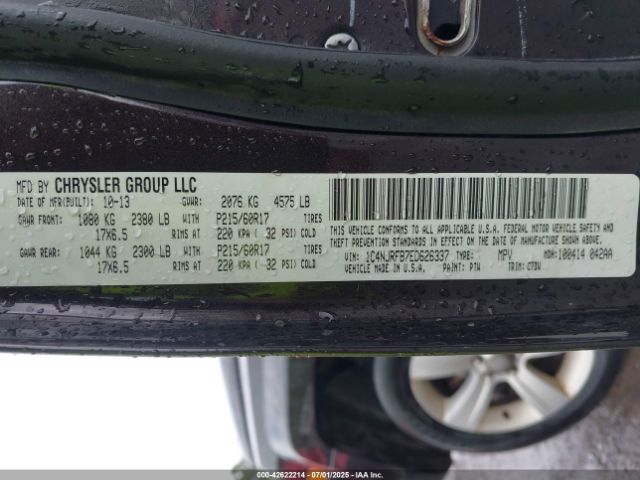 MFD BY CHRYSLER GROUP LLC
DATE OF MFR(BUILT): 10-13 GVWR: 2076 KG 4575 LB
GAWR FRONT: 1080 KG 2380 LB WITH P215/60R17 TIRES
17X6.5 RIMS AT 220 KPA ( 32 PSI) COLD
GAWR REAR: 1044 KG 2300 LB WITH P215/60R17 TIRES
17X6.5 RIMS AT 220 KPA ( 32 PSI) COLD
THIS VEHICLE CONFORMS TO ALL APPLICABLE U.S.A. FEDERAL MOTOR VEHICLE SAFETY AND
THEFT PREVENTION STANDARDS IN EFFECT ON THE DATE OF MANUFACTURE SHOWN ABOVE.
VIN: 1C4NJRFB7ED626337 TYPE: MPV MDH:100414 042AA
VEHICLE MADE IN U.S.A. PAINT: PTW TRIM: C7DV
000-42622214 - 07/01/2025 - IAA Inc.